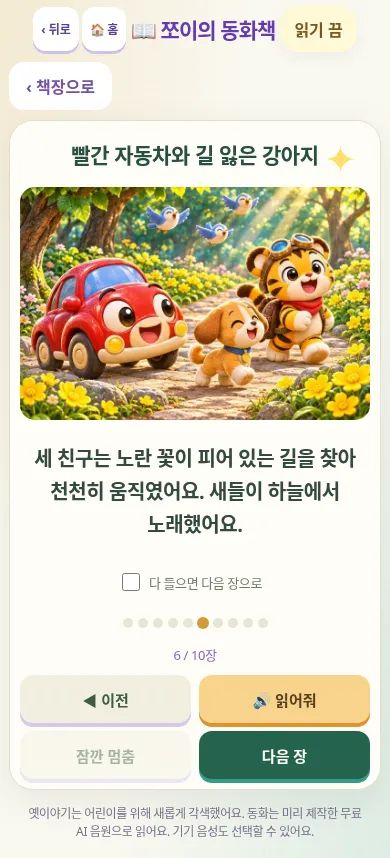 ‹ 뒤로 🏠 홈 📖 쪼이의 동화책 읽기 끔
‹ 책장으로
빨간 자동차와 길 잃은 강아지
세 친구는 노란 꽃이 피어 있는 길을 찾아
천천히 움직였어요. 새들이 하늘에서
노래했어요.
다 들으면 다음 장으로
6 / 10장
◀ 이전 🔊 읽어줘
잠깐 멈춤 다음 장
옛이야기는 어린이를 위해 새롭게 각색했어요. 동화는 미리 제작한 무료
AI 음원으로 읽어요. 기기 음성도 선택할 수 있어요.